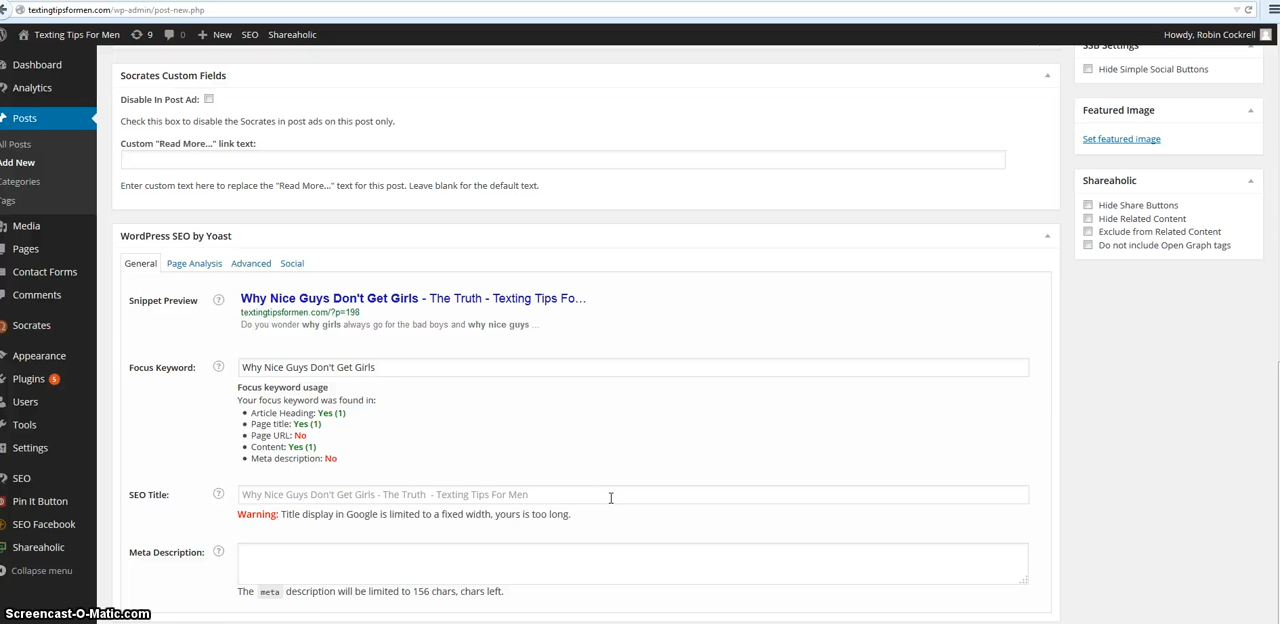 textingtipsformen.com/wp-admin/post-new.php
Texting Tips For Men 9 0 New SEO Shareaholic Howdy, Robin Cockrell
Dashboard
Analytics
Posts
All Posts
Add New
Categories
Tags
Media
Pages
Contact Forms
Comments
Socrates
Appearance
Plugins 5
Users
Tools
Settings
SEO
Pin It Button
SEO Facebook
Shareaholic
Collapse menu
Socrates Custom Fields
Disable In Post Ad:
Check this box to disable the Socrates in post ads on this post only.
Custom "Read More..." link text:
Enter custom text here to replace the "Read More..." text for this post. Leave blank for the default text.
WordPress SEO by Yoast
General Page Analysis Advanced Social
Snippet Preview ? Why Nice Guys Don't Get Girls - The Truth - Texting Tips Fo...
textingtipsformen.com/?p=198
Do you wonder why girls always go for the bad boys and why nice guys ...
Focus Keyword: ? Why Nice Guys Don't Get Girls
Focus keyword usage
Your focus keyword was found in:
Article Heading: Yes (1)
Page title: Yes (1)
Page URL: No
Content: Yes (1)
Meta description: No
SEO Title: ? Why Nice Guys Don't Get Girls - The Truth - Texting Tips For Men
Warning: Title display in Google is limited to a fixed width, yours is too long.
Meta Description: ?
The meta description will be limited to 156 chars, chars left.
SSB Settings
Hide Simple Social Buttons
Featured Image
Set featured image
Shareaholic
Hide Share Buttons
Hide Related Content
Exclude from Related Content
Do not include Open Graph tags
Screencast-O-Matic.com